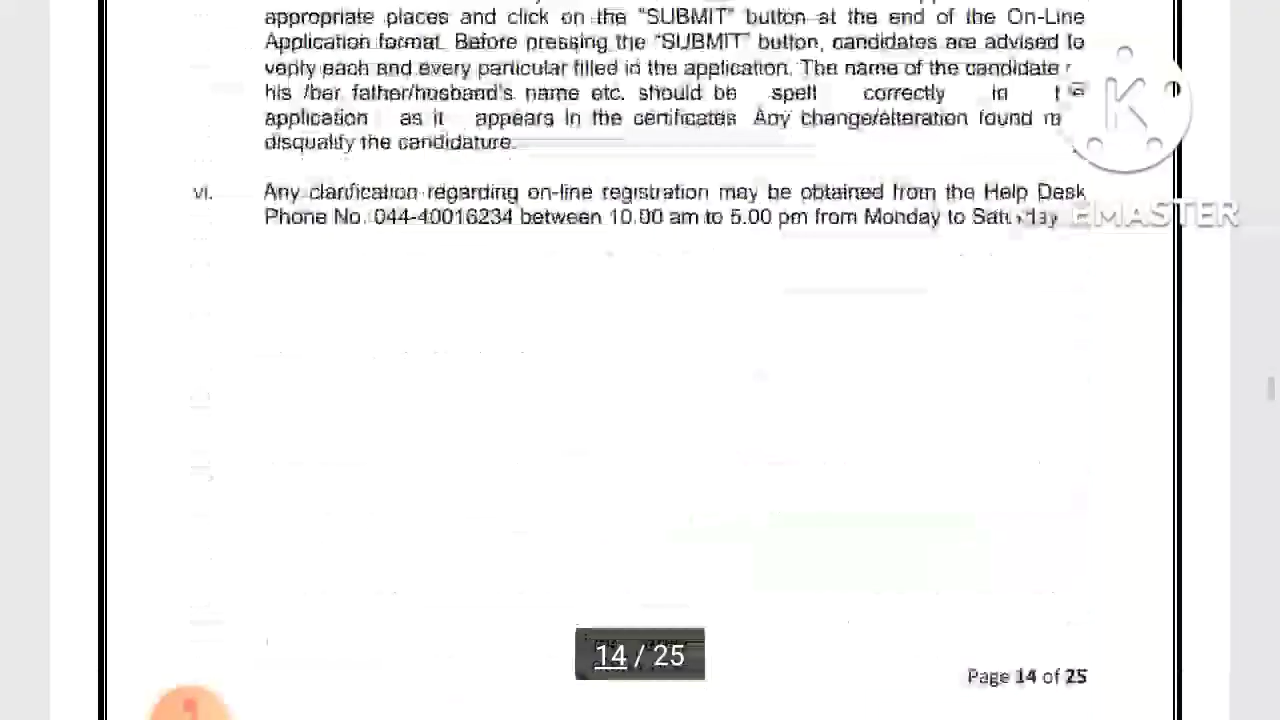 appropriate places and click on the "SUBMIT" button at the end of the On-Line
Application format. Before pressing the "SUBMIT" button, candidates are advised to
verify each and every particular filled in the application. The name of the candidate
his /her father/husband's name etc. should be spelt correctly in
application as it appears in the certificates Any change/alteration found
disqualify the candidature.
vi. Any clarification regarding on-line registration may be obtained from the Help Desk
Phone No. 044-40016234 between 10.00 am to 5.00 pm from Monday to Saturday
K
EMASTER
14 / 25
Page 14 of 25